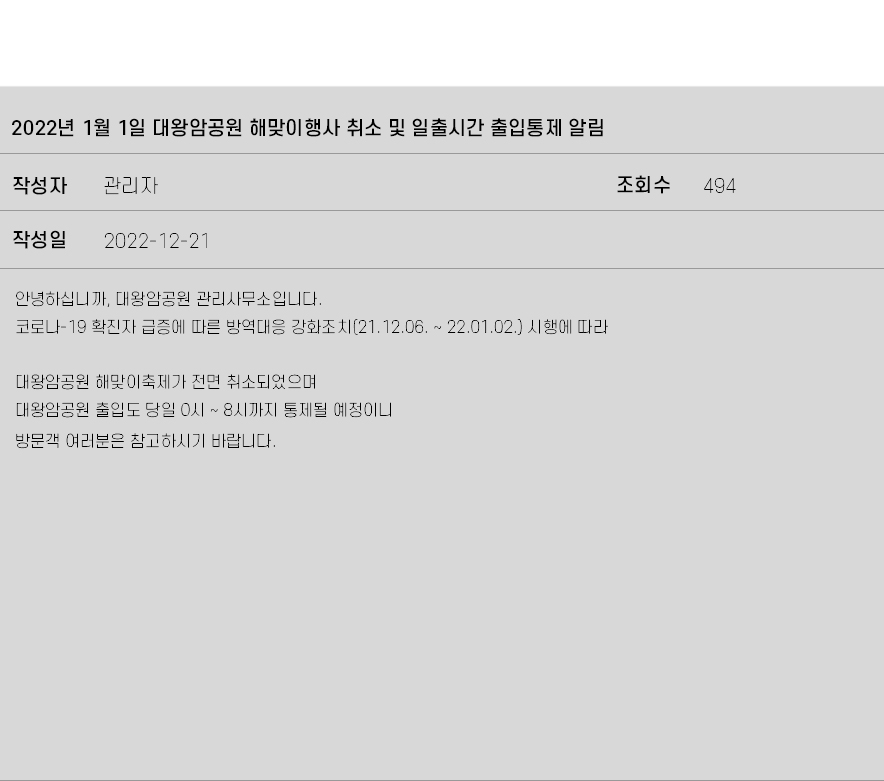 2022년 1월 1일 대왕암공원 해맞이행사 취소 및 일출시간 출입통제 알림
작성자 관리자 조회수 494
작성일 2022-12-21
안녕하십니까, 대왕암공원 관리사무소입니다.
코로나-19 확진자 급증에 따른 방역대응 강화조치(21.12.06. ~ 22.01.02.) 시행에 따라
대왕암공원 해맞이축제가 전면 취소되었으며
대왕암공원 출입도 당일 0시 ~ 8시까지 통제될 예정이니
방문객 여러분은 참고하시기 바랍니다.